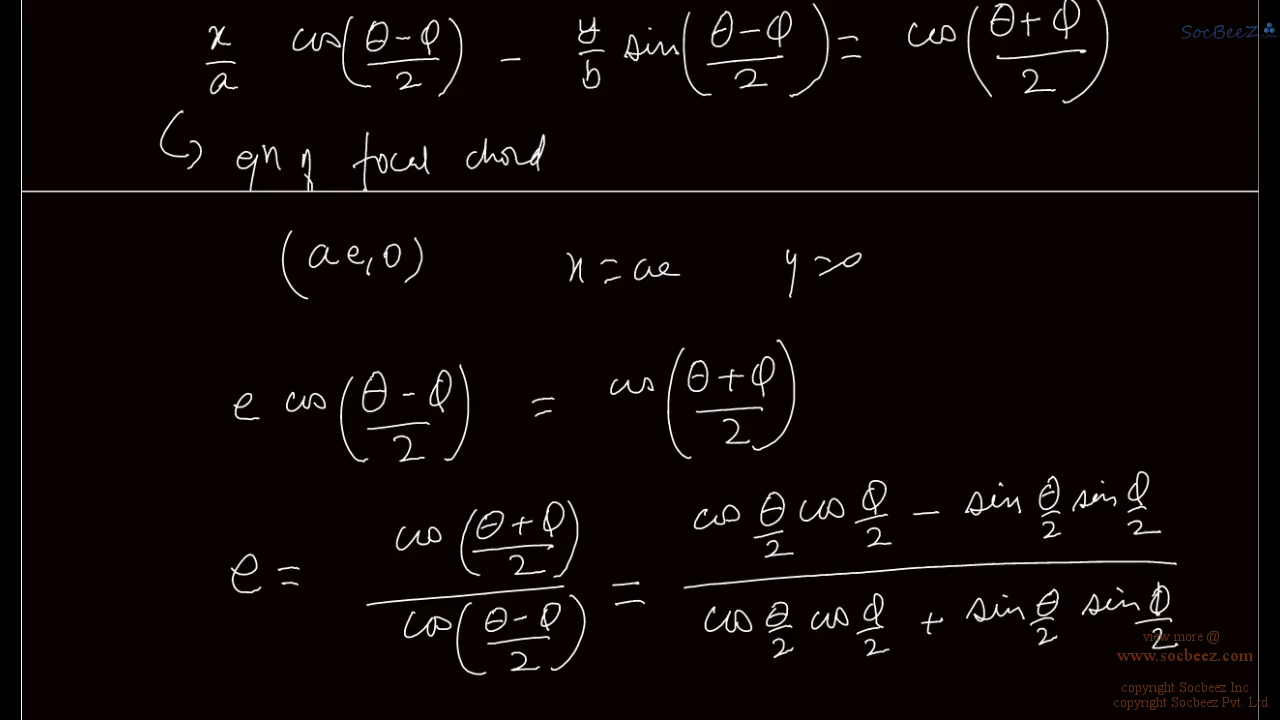 x/a cos((θ-φ)/2) - y/b sin((θ-φ)/2) = cos((θ+φ)/2)
SocBeeZ
↳ eqn of focal chord
(ae, 0) x = ae y = 0
e cos((θ-φ)/2) = cos((θ+φ)/2)
e = cos((θ+φ)/2) / cos((θ-φ)/2) = (cos θ/2 cos φ/2 - sin θ/2 sin φ/2) / (cos θ/2 cos φ/2 + sin θ/2 sin φ/2)
view more @
www.socbeez.com
copyright Socbeez Inc.
copyright Socbeez Pvt. Ltd.